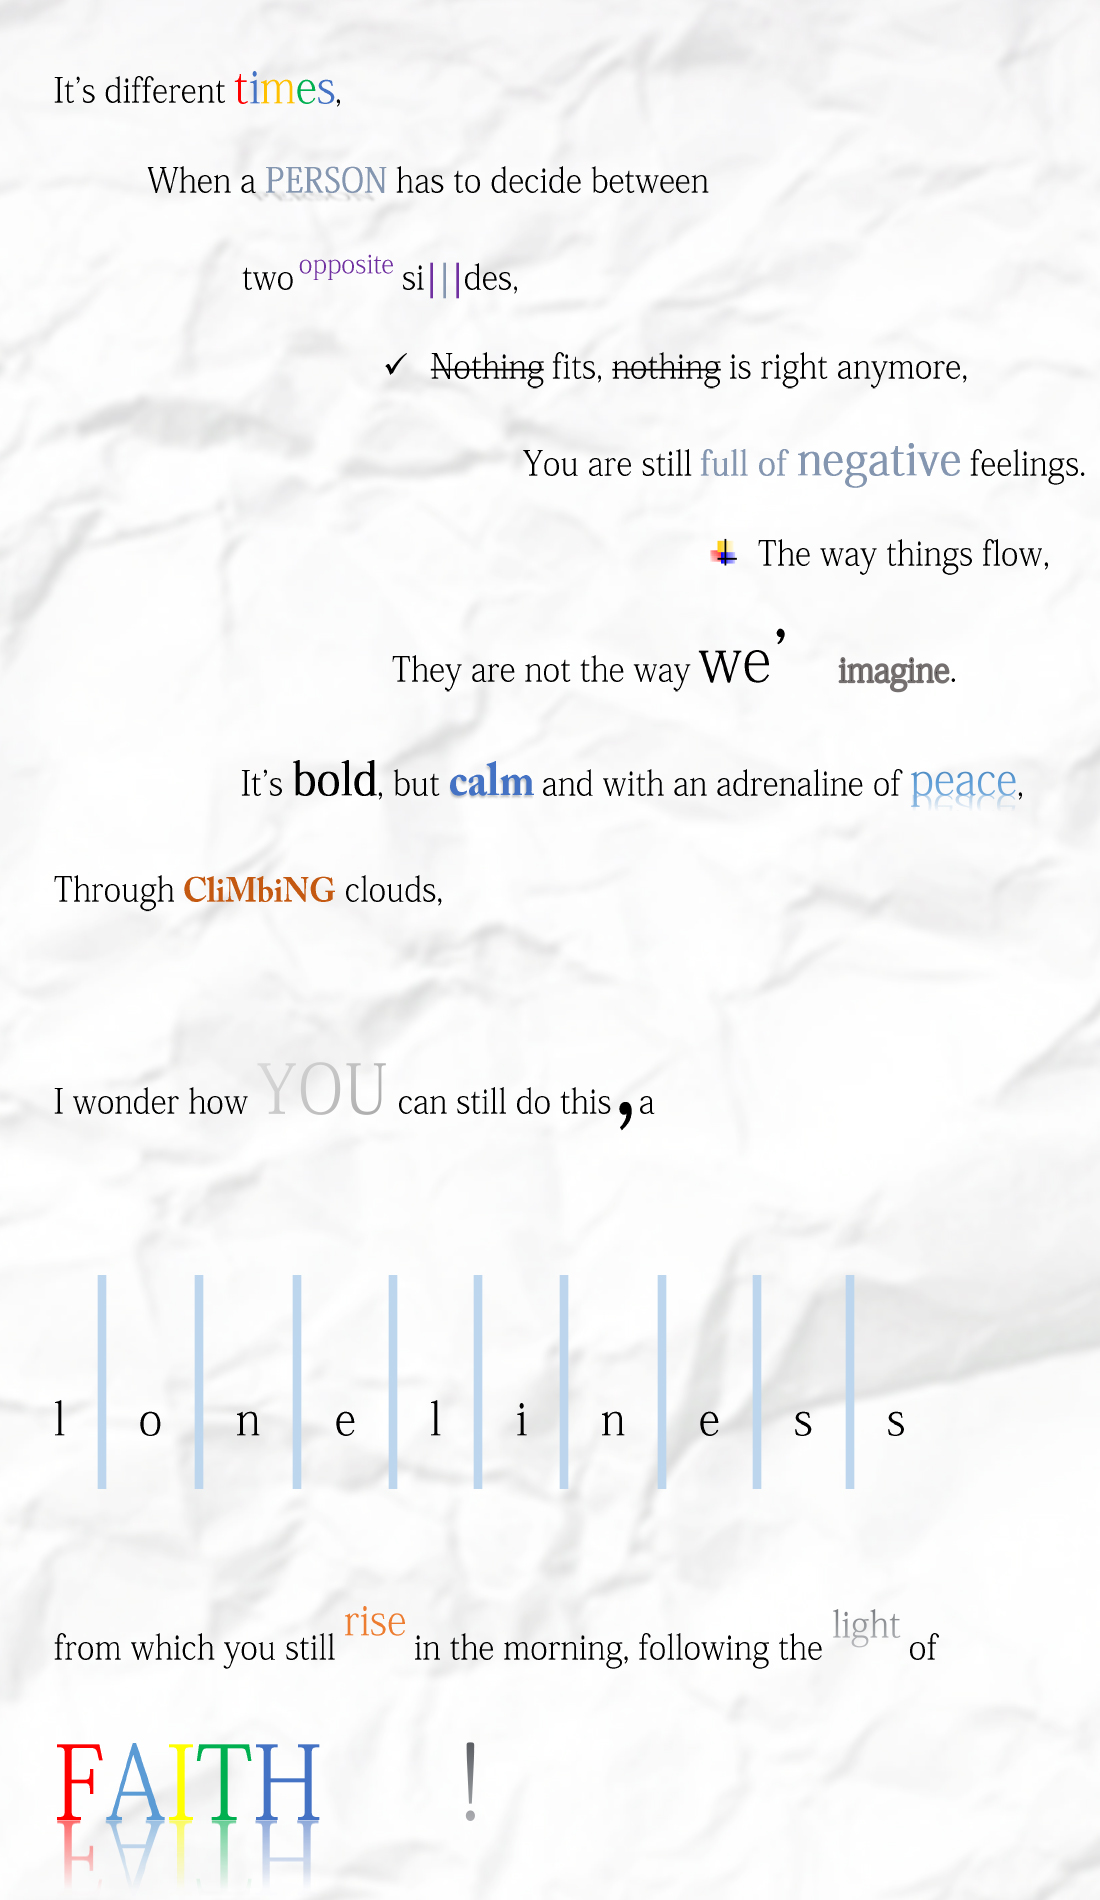 It’s different times,
When a PERSON has to decide between
two opposite si|||des,
✓ Nothing fits, nothing is right anymore,
You are still full of negative feelings.
The way things flow,
They are not the way we’ imagine.
It’s bold, but calm and with an adrenaline of peace,
Through CliMbiNG clouds,
I wonder how YOU can still do this, a
l | o | n | e | l | i | n | e | s | s
from which you still rise in the morning, following the light of
FAITH !